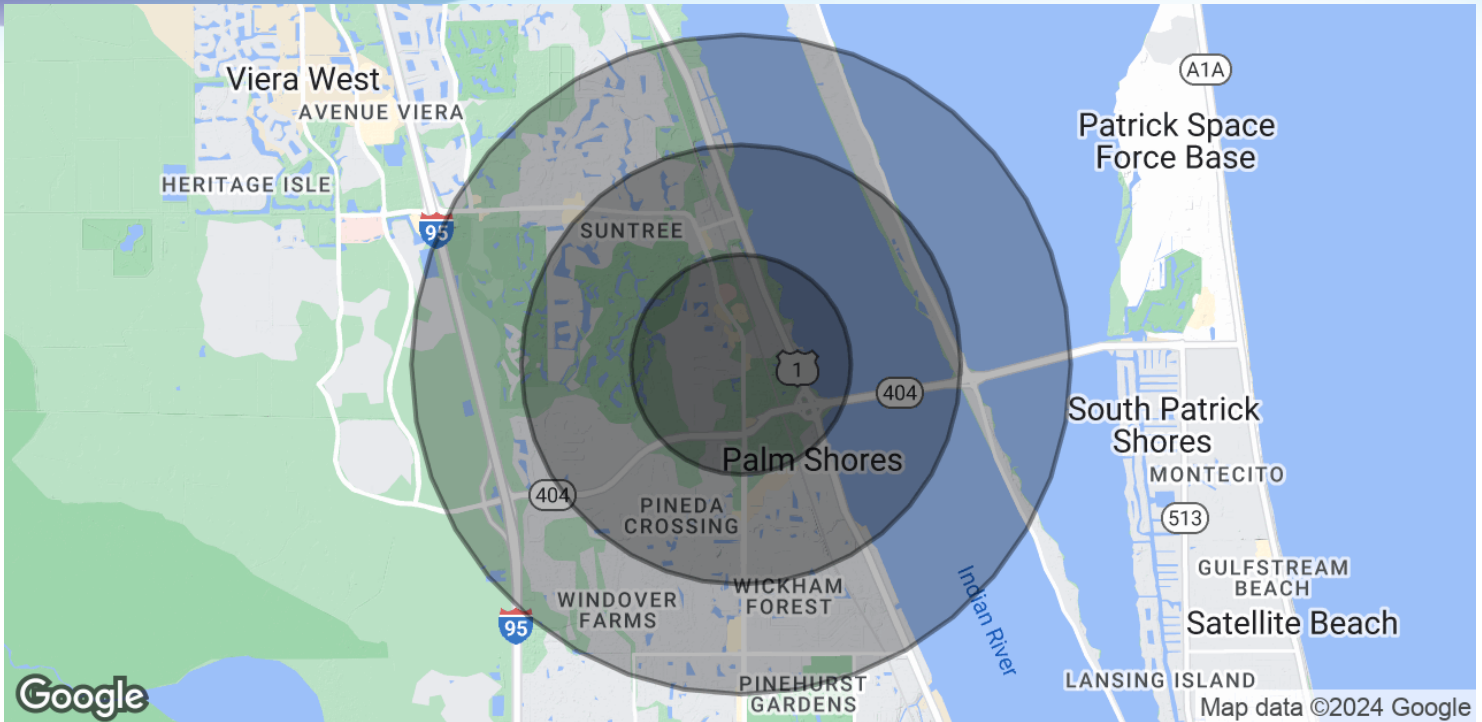 A1A
Viera West
AVENUE VIERA
Patrick Space
Force Base
HERITAGE ISLE
95
SUNTREE
1
404
South Patrick
Shores
Palm Shores
MONTECITO
404
PINEDA
CROSSING
513
GULFSTREAM
BEACH
WICKHAM
FOREST
WINDOVER
FARMS
95
Indian River
Satellite Beach
LANSING ISLAND
PINEHURST
GARDENS
Google
Map data ©2024 Google